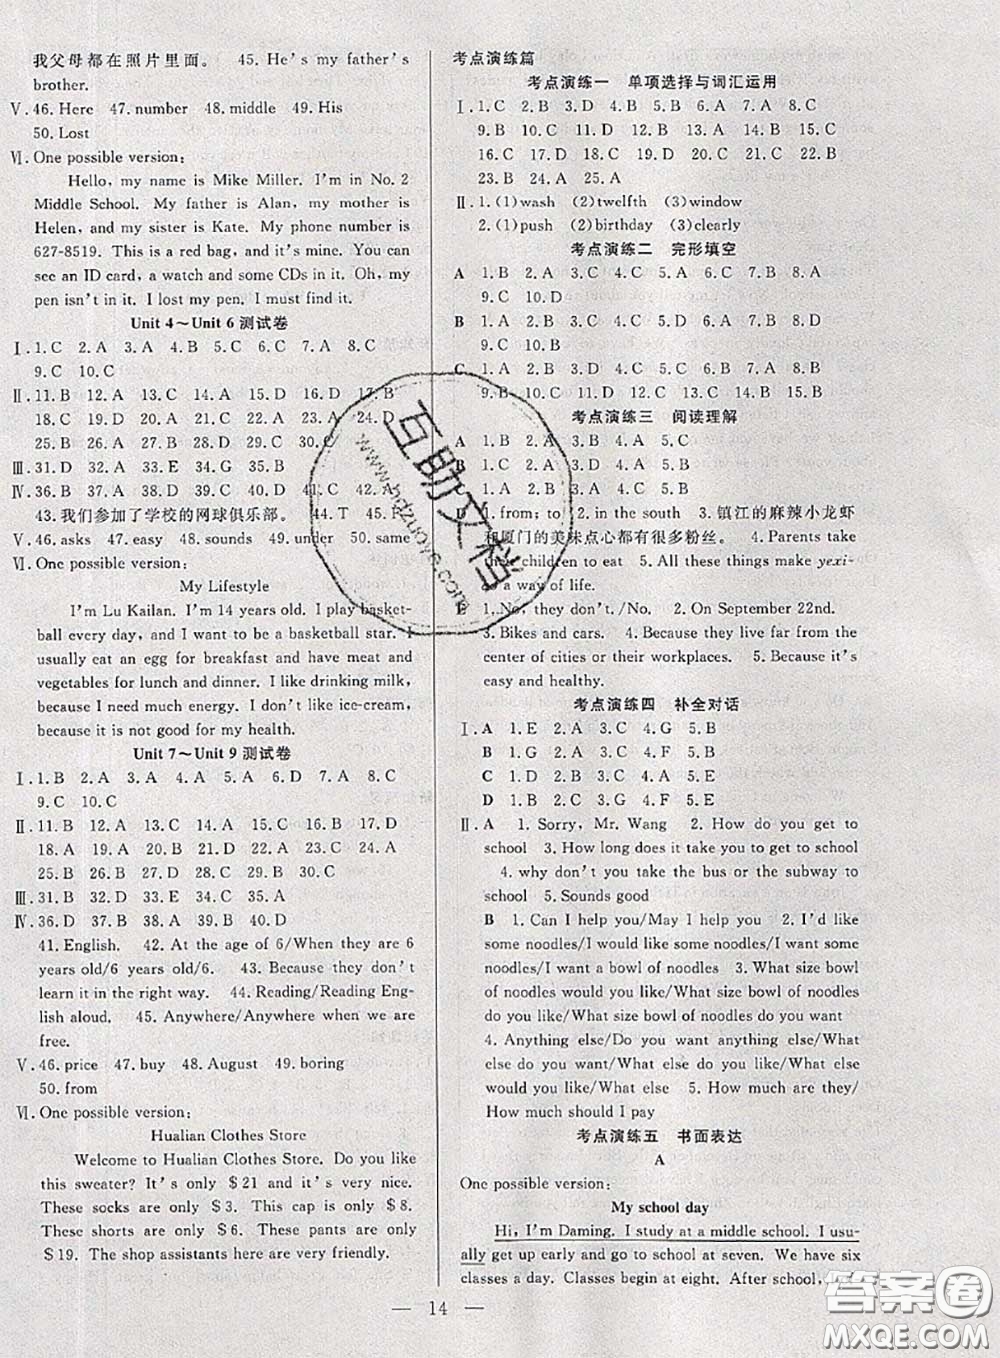 我父母都在照片里面。 45. He's my father's
brother.
Ⅴ. 46. Here 47. number 48. middle 49. His
50. Lost
Ⅵ. One possible version:
Hello, my name is Mike Miller. I'm in No. 2
Middle School. My father is Alan, my mother is
Helen, and my sister is Kate. My phone number is
627-8519. This is a red bag, and it's mine. You can
see an ID card, a watch and some CDs in it. Oh, my
pen isn't in it. I lost my pen. I must find it.
Unit 4～Unit 6 测试卷
Ⅰ. 1. C 2. A 3. A 4. B 5. B 6. C 7. A 8. C
9. C 10. C
Ⅱ. 11. B 12. A 13. C 14. A 15. D 16. D 17. B
18. C 19. D 20. A 21. D 22. C 23. C 24.
25. B 26. B 27. B 28. D 29. D 30. C
Ⅲ. 31. D 32. A 33. E 34. G 35. C
Ⅳ. 36. B 37. A 38. B 39. D 40. C 41. C 42. A
43. 我们参加了学校的网球俱乐部。 44. T 45. F
Ⅴ. 46. asks 47. easy 48. sounds 49. under 50. same
Ⅵ. One possible version:
My Lifestyle
I'm Lu Kailan. I'm 14 years old. I play basket-
ball every day, and I want to be a basketball star. I
usually eat an egg for breakfast and have meat and
vegetables for lunch and dinner. I like drinking milk,
because I need much energy. I don't like ice-cream,
because it is not good for my health.
Unit 7～Unit 9 测试卷
Ⅰ. 1. B 2. A 3. A 4. A 5. B 6. D 7. A 8. C
9. C 10. C
Ⅱ. 11. B 12. A 13. C 14. B 15. C 16. C 17. D
18. A 19. A 20. D 21. D 22. C 23. A 24. D
25. B 26. B 27. D 28. B 29. D 30. C
Ⅲ. 31. C 32. A 33. E 34. G 35. D
Ⅳ. 36. D 37. D 38. B 39. C 40. A
41. English. 42. At the age of 6/When they are 6
years old/6 years old. 43. Because they don't
learn it in the right way. 44. Reading/Reading Eng-
lish aloud. 45. Anywhere/Anywhere when we are
free.
Ⅴ. 46. price 47. buy 48. August 49. boring
50. from
Ⅵ. One possible version:
Hualian Clothes Store
Welcome to Hualian Clothes Store. Do you like
this sweater? It's only $ 21 and it's very nice.
These socks are only $ 3. This cap is only $ 8.
These shorts are only $ 6. These pants are only
$ 19. The shop assistants here are very friendly.
考点演练篇
考点演练一 单项选择与词汇运用
Ⅰ. 1. C 2. B 3. D 4. C 5. A 6. B 7. A 8. C
9. B 10. C 11. A 12. D 13. B 14. B 15. A
16. C 17. D 18. A 19. C 20. C 21. C 22. B
23. B 24. A 25. A
Ⅱ. 1. (1)wash (2)twelfth (3)window
2. (1)push (2)birthday (3)clearly
考点演练二 完形填空
A 1. B 2. A 3. C 4. C 5. A 6. C 7. B 8. D
9. C 10. D
B 1. C 2. A 3. D 4. B 5. D 6. A 7. B 8. D
9. C 10. B
C 1. C 2. A 3. D 4. D 5. B 6. A 7. C 8. A
9. B 10. C 11. D 12. C 13. D 14. A 15. B
考点演练三 阅读理解
A 1. B 2. A 3. B 4. A 5. C
B 1. C 2. B 3. D 4. B 5. C
C 1. C 2. B 3. D 4. A 5. C
D 1. from; to 2. in the south 3. 镇江的麻辣小龙虾
和厦门的美味点心都有很多粉丝。 4. Parents take
their children to eat 5. All these things make yexi-
ao a way of life.
E 1. No, they don't. 2. On September 22nd.
3. Bikes and cars. 4. Because they live far from the
center of cities or their workplaces. 5. Because it's
easy and healthy.
考点演练四 补全对话
Ⅰ. A 1. E 2. A 3. C 4. G 5. B
B 1. B 2. D 3. C 4. F 5. G
C 1. D 2. B 3. C 4. A 5. E
D 1. B 2. C 3. F 4. A 5. E
Ⅱ. A 1. Sorry, Mr. Wang 2. How do you get to
school 3. How long does it take you to get to school
4. why don't you take the bus or the subway to
school 5. Sounds good
B 1. Can I help you/May I help you 2. I'd like
some noodles/I would like some noodles/I want some
noodles/I want a bowl of noodles 3. What size bowl
of noodles would you like/What size bowl of noodles
do you want/What size bowl of noodles do you want
4. Anything else/Do you want anything else/What
else do you want/What else do you need/What else
would you like/What else 5. How much are they/
How much should I pay
考点演练五 书面表达
A
One possible version:
My school day
Hi, I'm Daming. I study at a middle school. I usu-
ally get up early and go to school at seven. We have six
classes a day. Classes begin at eight. After school,
— 14 —
互助文档
www.hdzuoye.com
答案圈
MXQE.COM